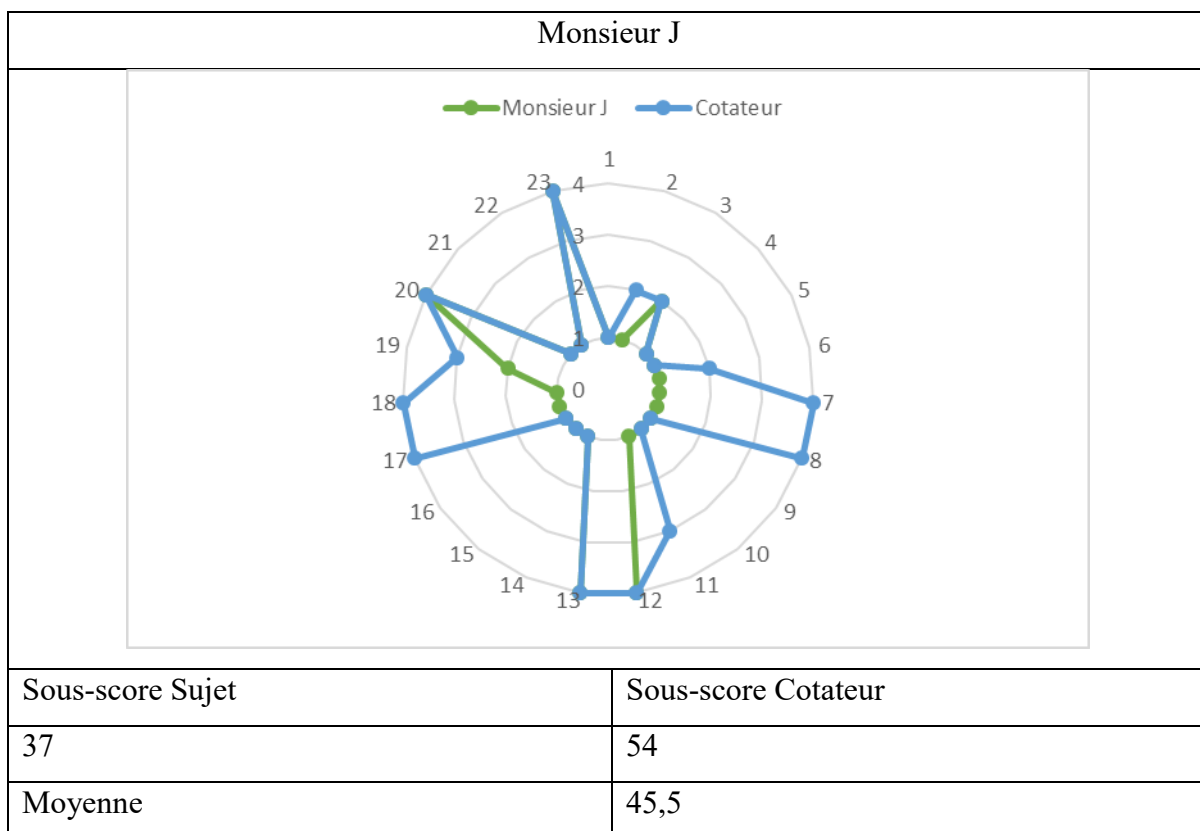 Monsieur J
Monsieur J Cotateur
1
23 4 2
22 3
3
21 4
20 2 5
19 1 6
18 0 7
17 8
16 9
15 10
14 11
13 12
Sous-score Sujet Sous-score Cotateur
37 54
Moyenne 45,5